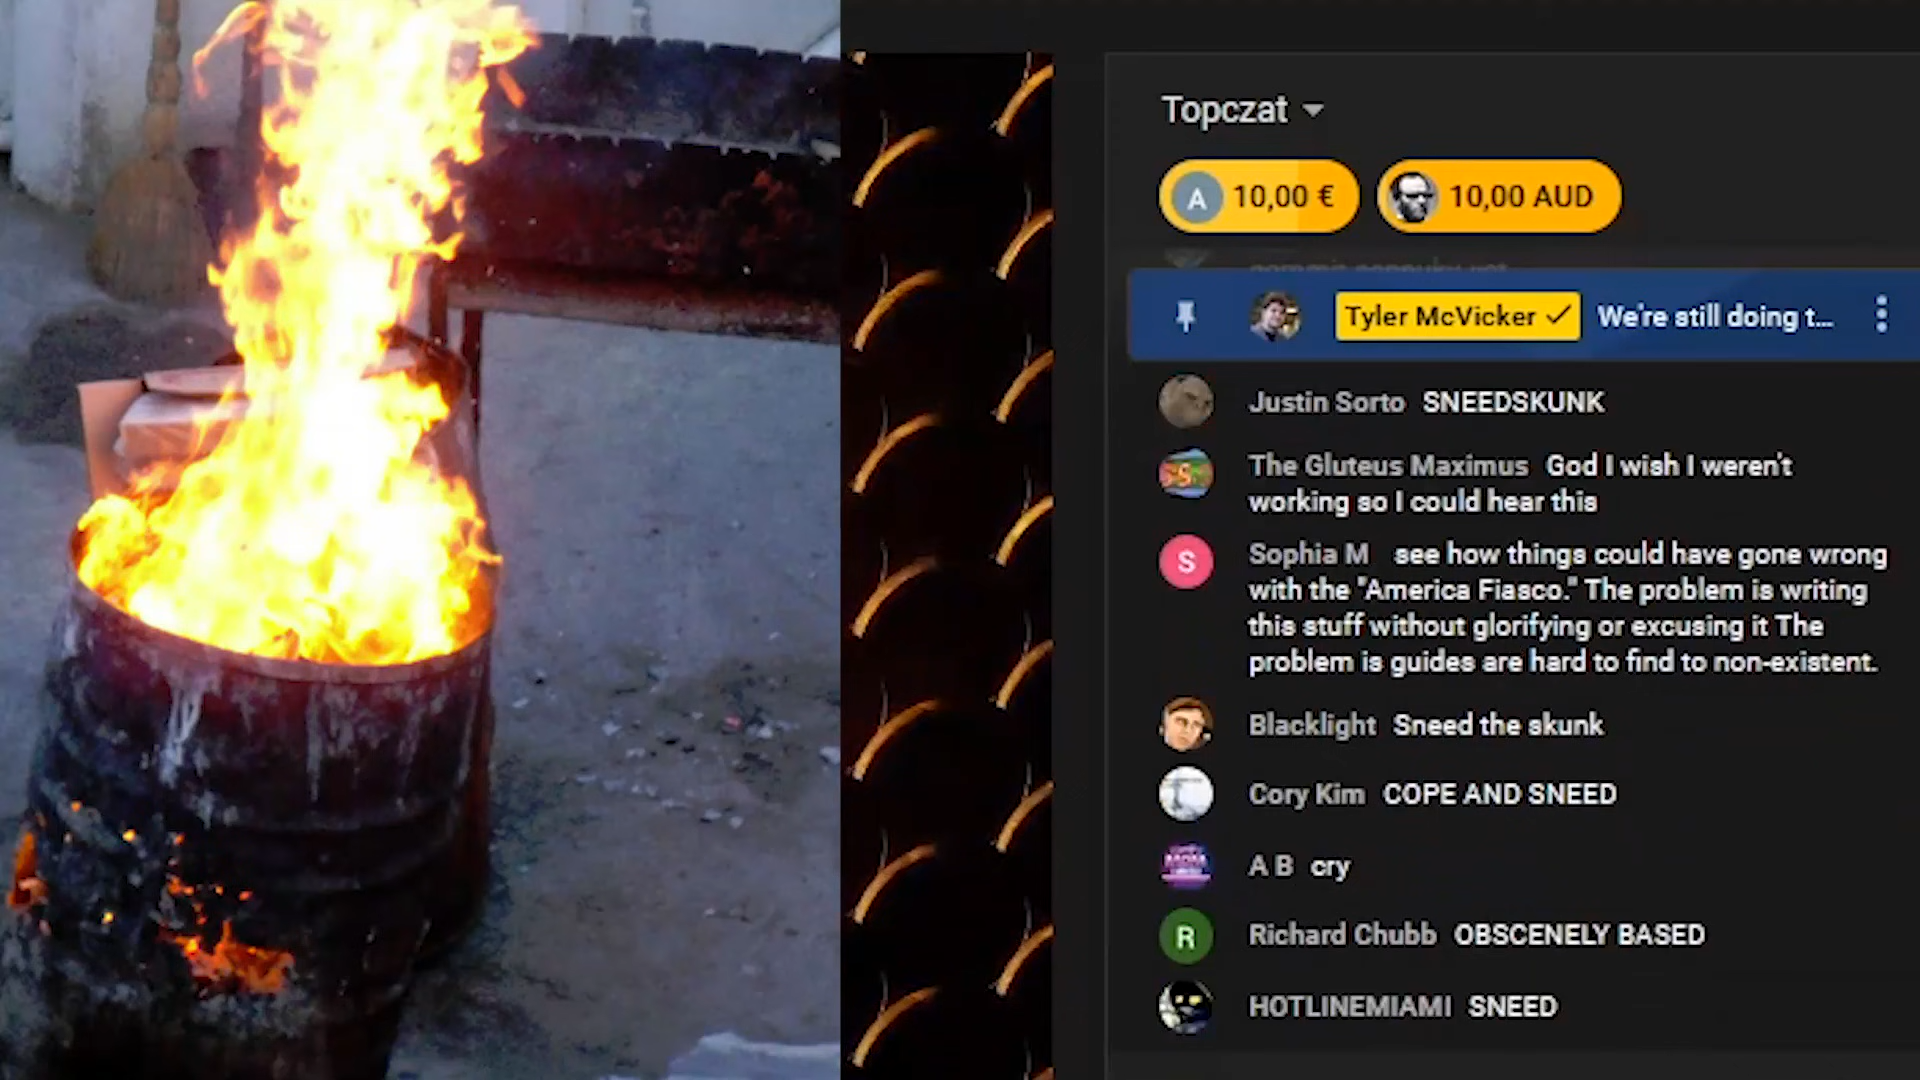 Topczat
A 10,00 € 10,00 AUD
Tyler McVicker We're still doing t...
Justin Sorto SNEEDSKUNK
The Gluteus Maximus God I wish I weren't
working so I could hear this
S Sophia M see how things could have gone wrong
with the "America Fiasco." The problem is writing
this stuff without glorifying or excusing it The
problem is guides are hard to find to non-existent.
Blacklight Sneed the skunk
Cory Kim COPE AND SNEED
A B cry
R Richard Chubb OBSCENELY BASED
HOTLINEMIAMI SNEED